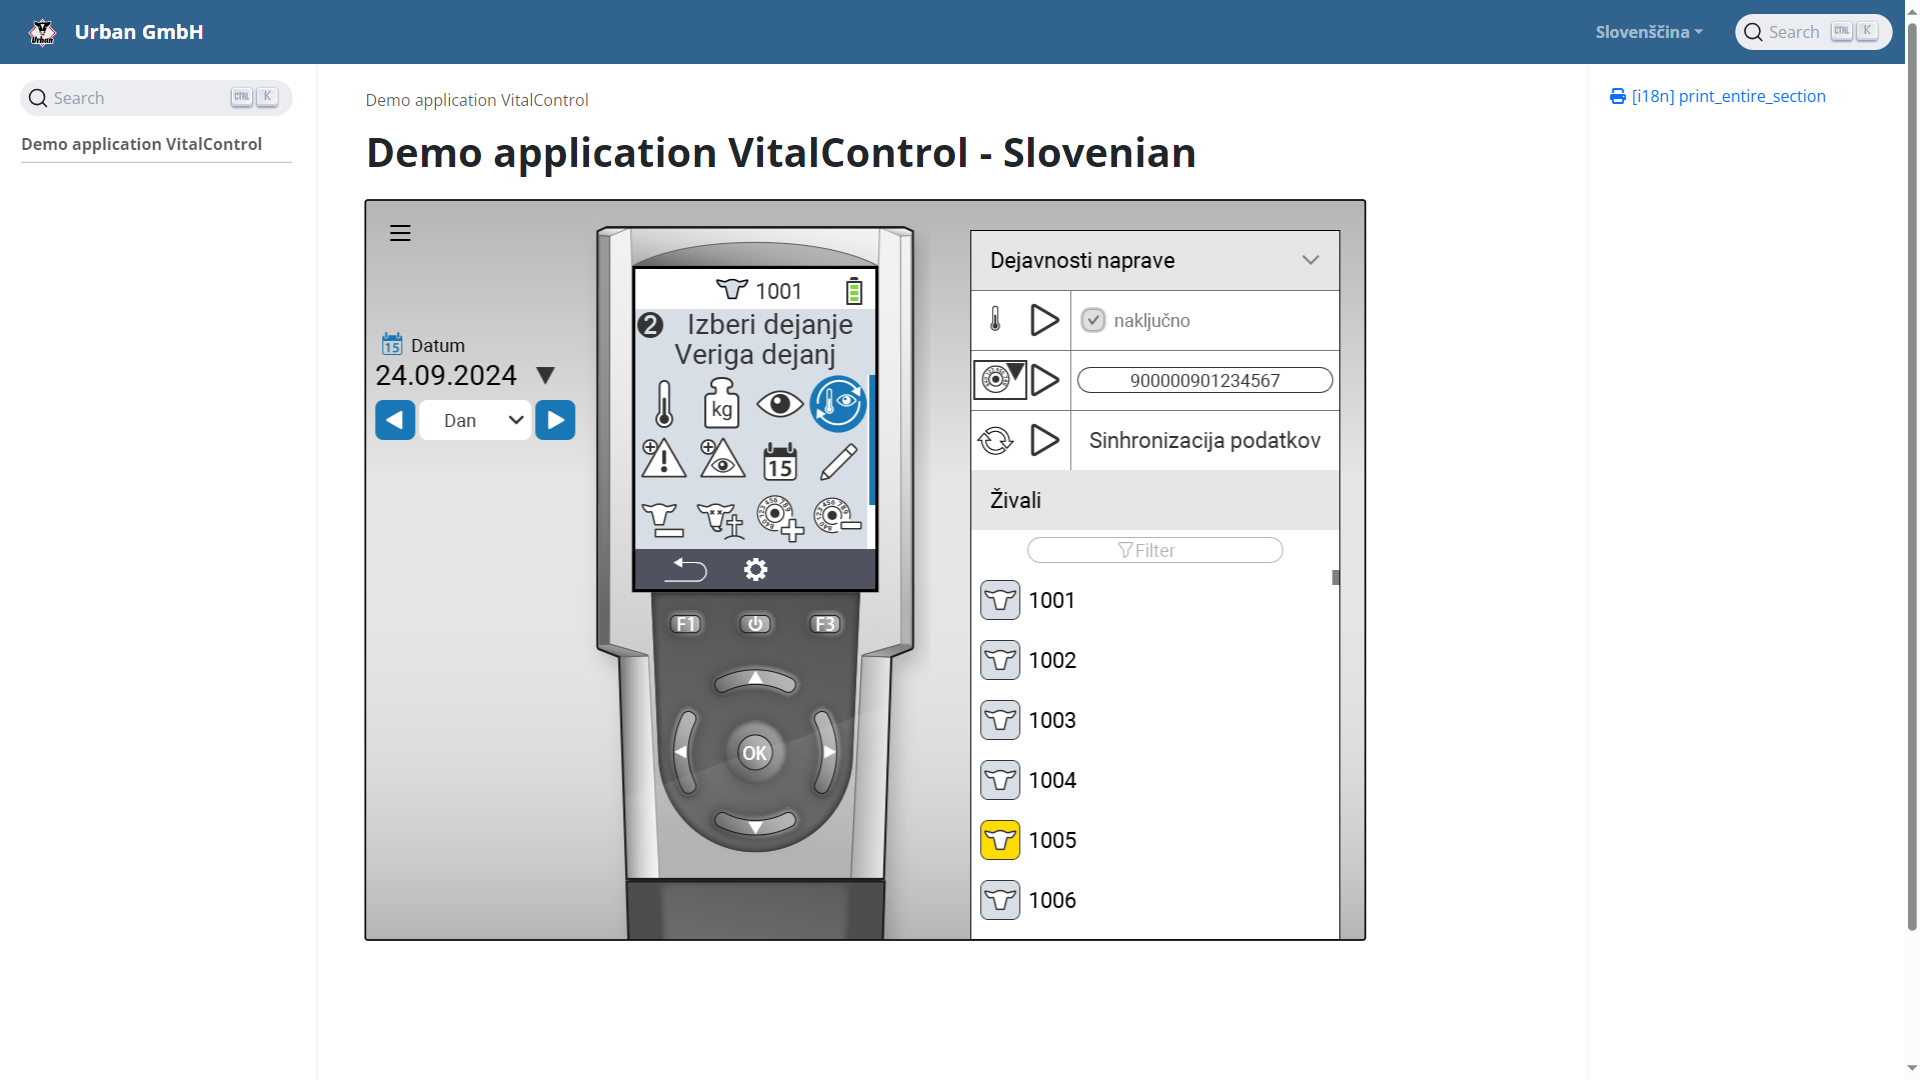 Urban GmbH
Slovenščina
Search CTRL K
Search CTRL K
Demo application VitalControl
Demo application VitalControl
[i18n] print_entire_section
Demo application VitalControl - Slovenian
15 Datum
24.09.2024
Dan
1001
2 Izberi dejanje
Veriga dejanj
kg
15
F1
F3
OK
Dejavnosti naprave
naključno
900000901234567
Sinhronizacija podatkov
Živali
Filter
1001
1002
1003
1004
1005
1006